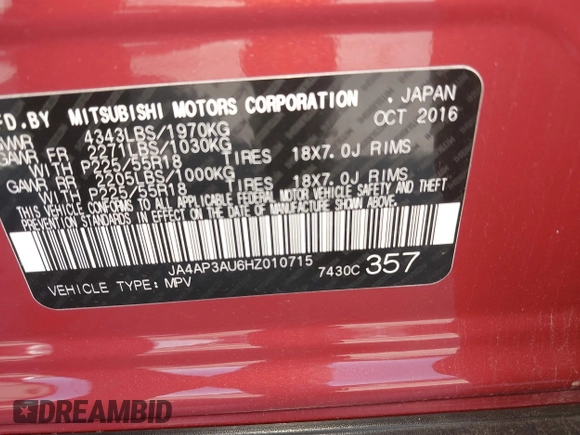 FD.BY MITSUBISHI MOTORS CORPORATION , JAPAN
GVWR 4343LBS/1970KG OCT 2016
GAWR FR 2271LBS/1030KG
WITH P225/55R18 TIRES 18X7.0J RIMS
GAWR RR 2205LBS/1000KG
WITH P225/55R18 TIRES 18X7.0J RIMS
THIS VEHICLE CONFORMS TO ALL APPLICABLE FEDERAL MOTOR VEHICLE SAFETY AND THEFT
PREVENTION STANDARDS IN EFFECT ON THE DATE OF MANUFACTURE SHOWN ABOVE.
JA4AP3AU6HZ010715 7430C 357
VEHICLE TYPE: MPV
DREAMBID